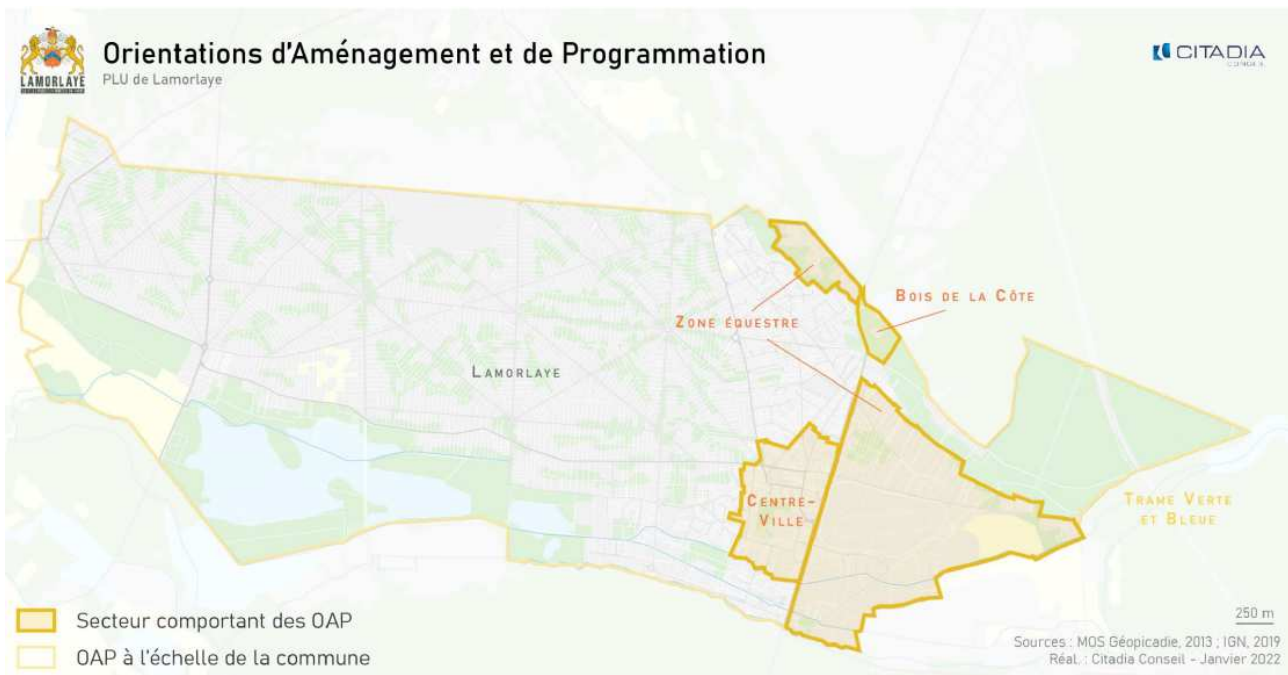 Orientations d'Aménagement et de Programmation
PLU de Lamorlaye
LAMORLAYE
CITADIA
CONSEIL
BOIS DE LA CÔTE
ZONE ÉQUESTRE
LAMORLAYE
CENTRE-
VILLE
TRAME VERTE
ET BLEUE
Secteur comportant des OAP
OAP à l'échelle de la commune
250 m
Sources : MOS Géopicadie, 2013 ; IGN, 2019
Réal. : Citadia Conseil - Janvier 2022